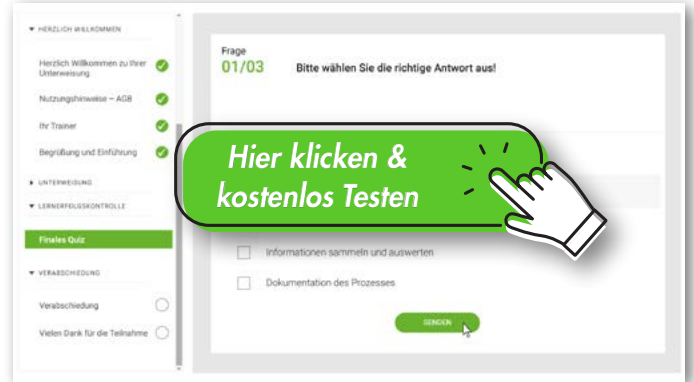 HERZLICH WILLKOMMEN
Herzlich Willkommen zu Ihrer
Unterweisung
Nutzungshinweise – AGB
Ihr Trainer
Begrüßung und Einführung
UNTERWEISUNG
LERNERFOLGSKONTROLLE
Finales Quiz
VERABSCHIEDUNG
Verabschiedung
Vielen Dank für die Teilnahme
Frage
01/03
Bitte wählen Sie die richtige Antwort aus!
Hier klicken &
kostenlos Testen
Informationen sammeln und auswerten
Dokumentation des Prozesses
SENDEN